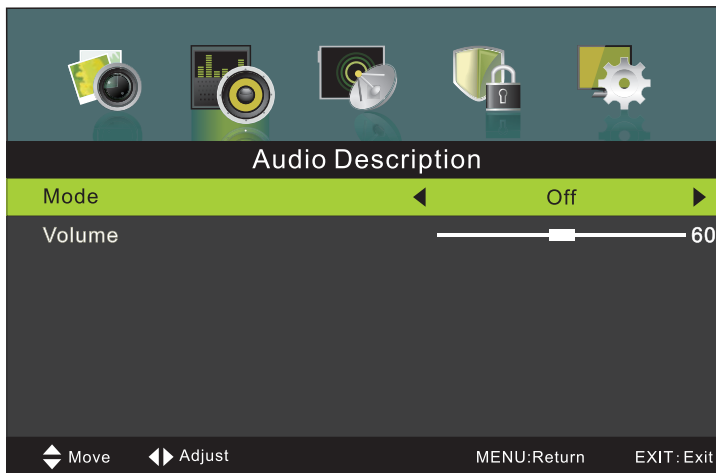 Audio Description
Mode Off
Volume 60
Move Adjust MENU:Return EXIT:Exit